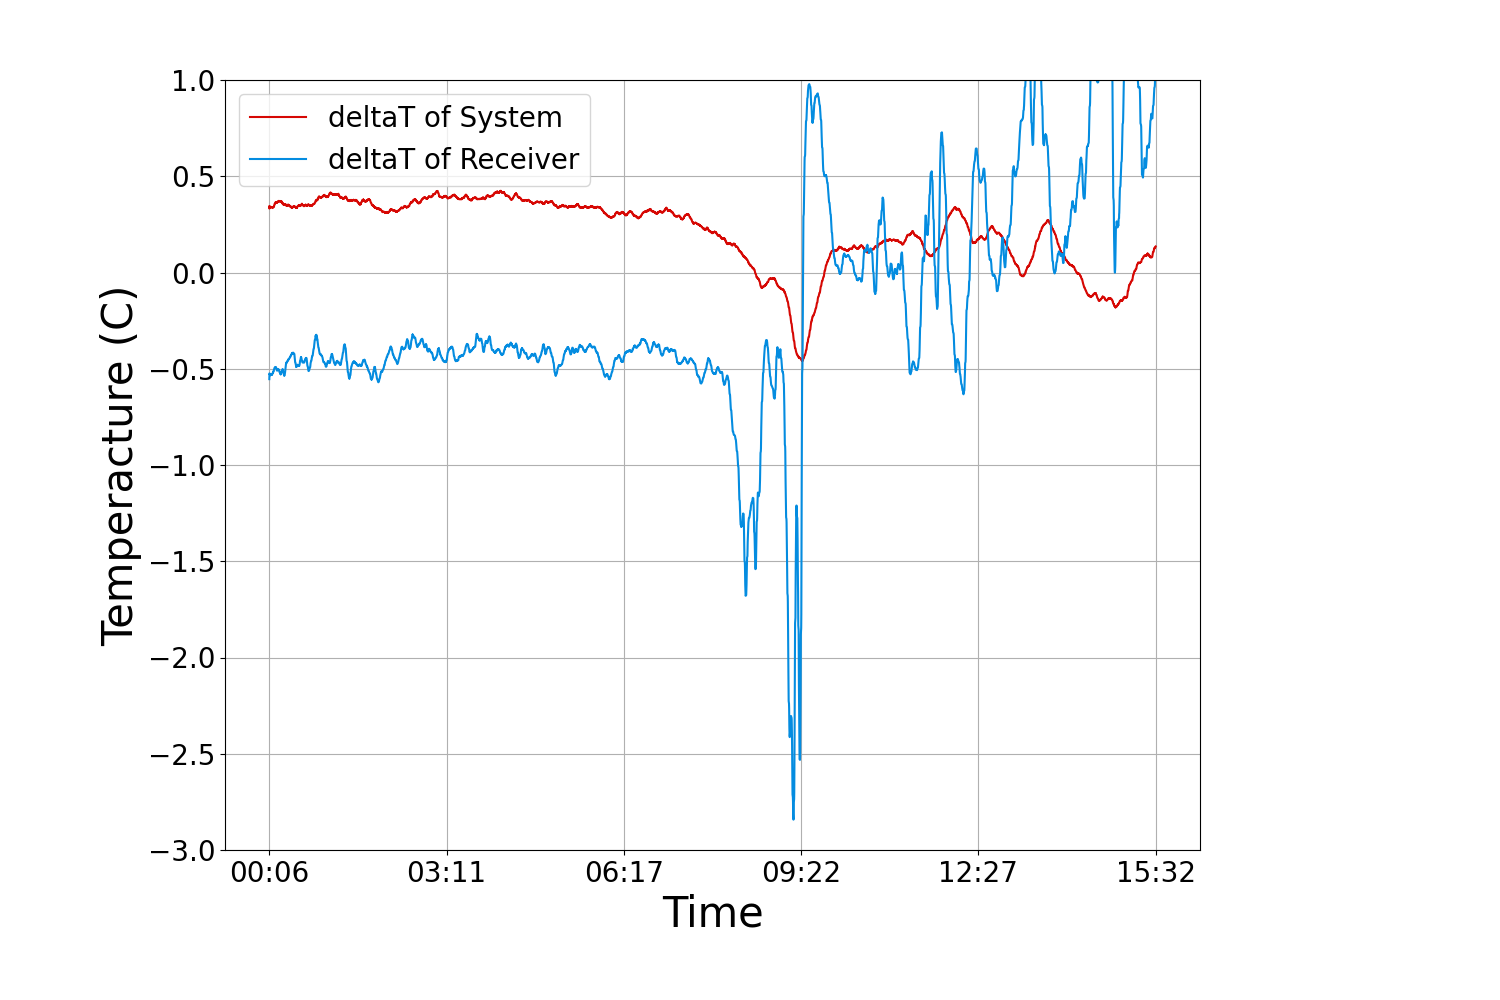 1.0
0.5
0.0
−0.5
−1.0
−1.5
−2.0
−2.5
−3.0
Temperacture (C)
deltaT of System
deltaT of Receiver
00:06 03:11 06:17 09:22 12:27 15:32
Time